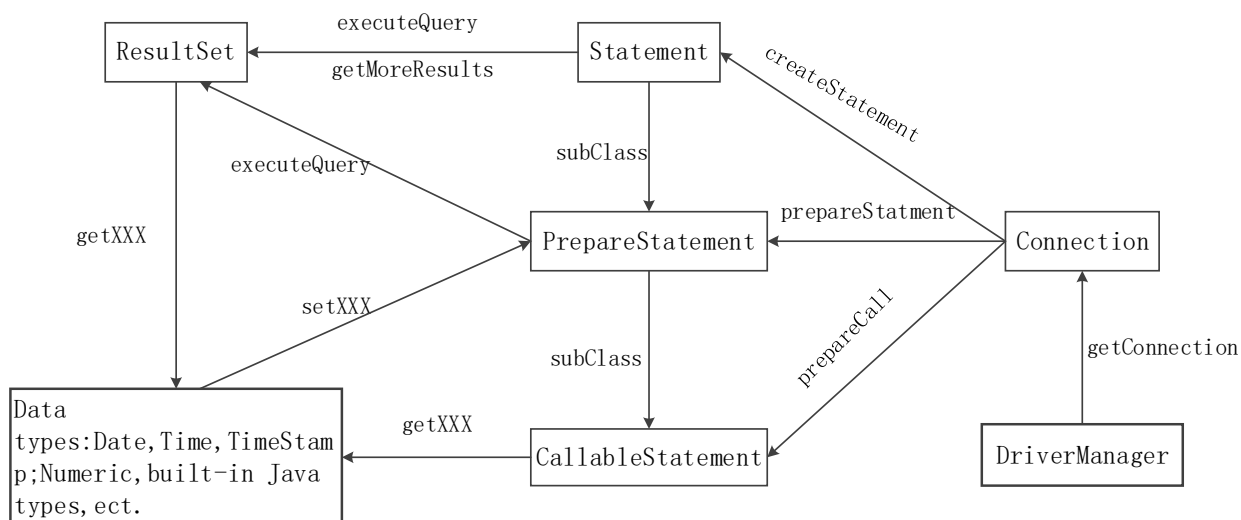 executeQuery
ResultSet
Statement
getMoreResults
createStatement
subClass
executeQuery
getXXX
PrepareStatement
prepareStatment
Connection
setXXX
prepareCall
subClass
getConnection
Data
types:Date,Time,TimeStam
p;Numeric,built-in Java
types,ect.
getXXX
CallableStatement
DriverManager